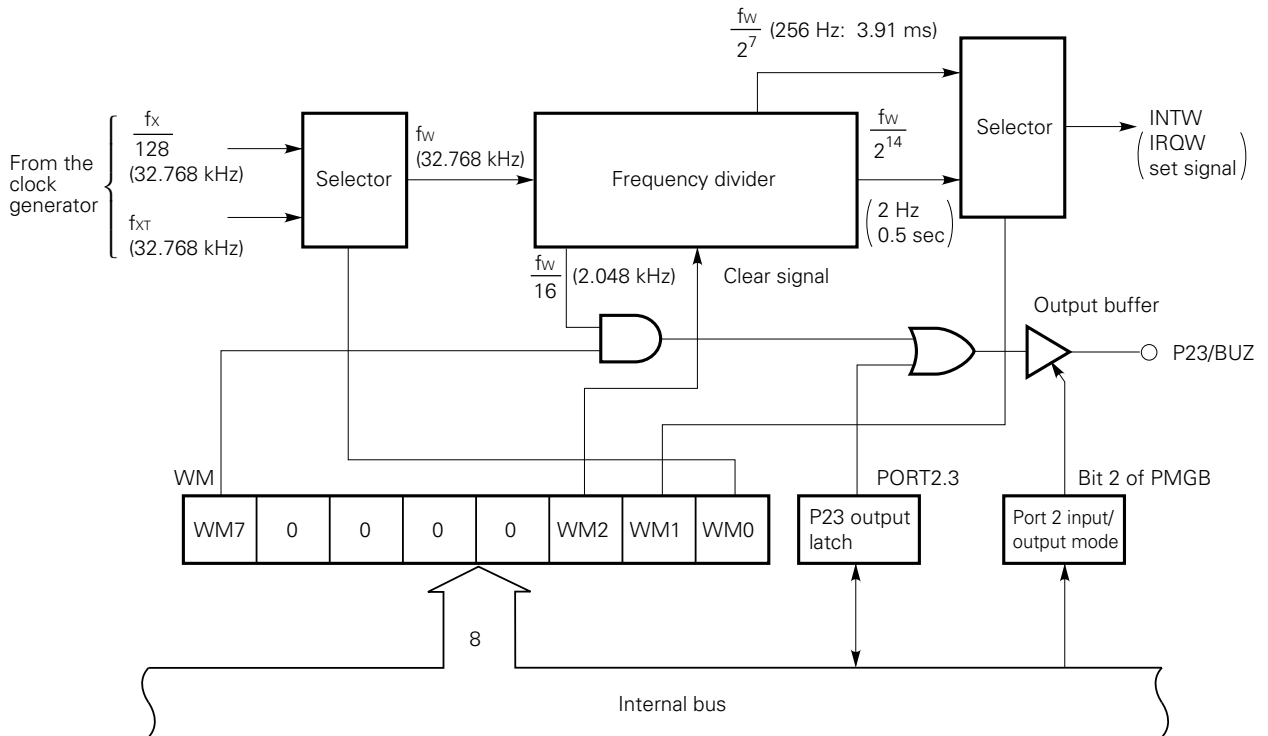 From the
clock
generator
fX
128
(32.768 kHz)
fXT
(32.768 kHz)
Selector
fW
(32.768 kHz)
Frequency divider
fW
2^7
(256 Hz: 3.91 ms)
fW
2^14
(2 Hz
0.5 sec)
Selector
INTW
(IRQW
set signal)
fW
16
(2.048 kHz)
Clear signal
Output buffer
P23/BUZ
WM
WM7 0 0 0 0 WM2 WM1 WM0
PORT2.3
P23 output
latch
Bit 2 of PMGB
Port 2 input/
output mode
8
Internal bus